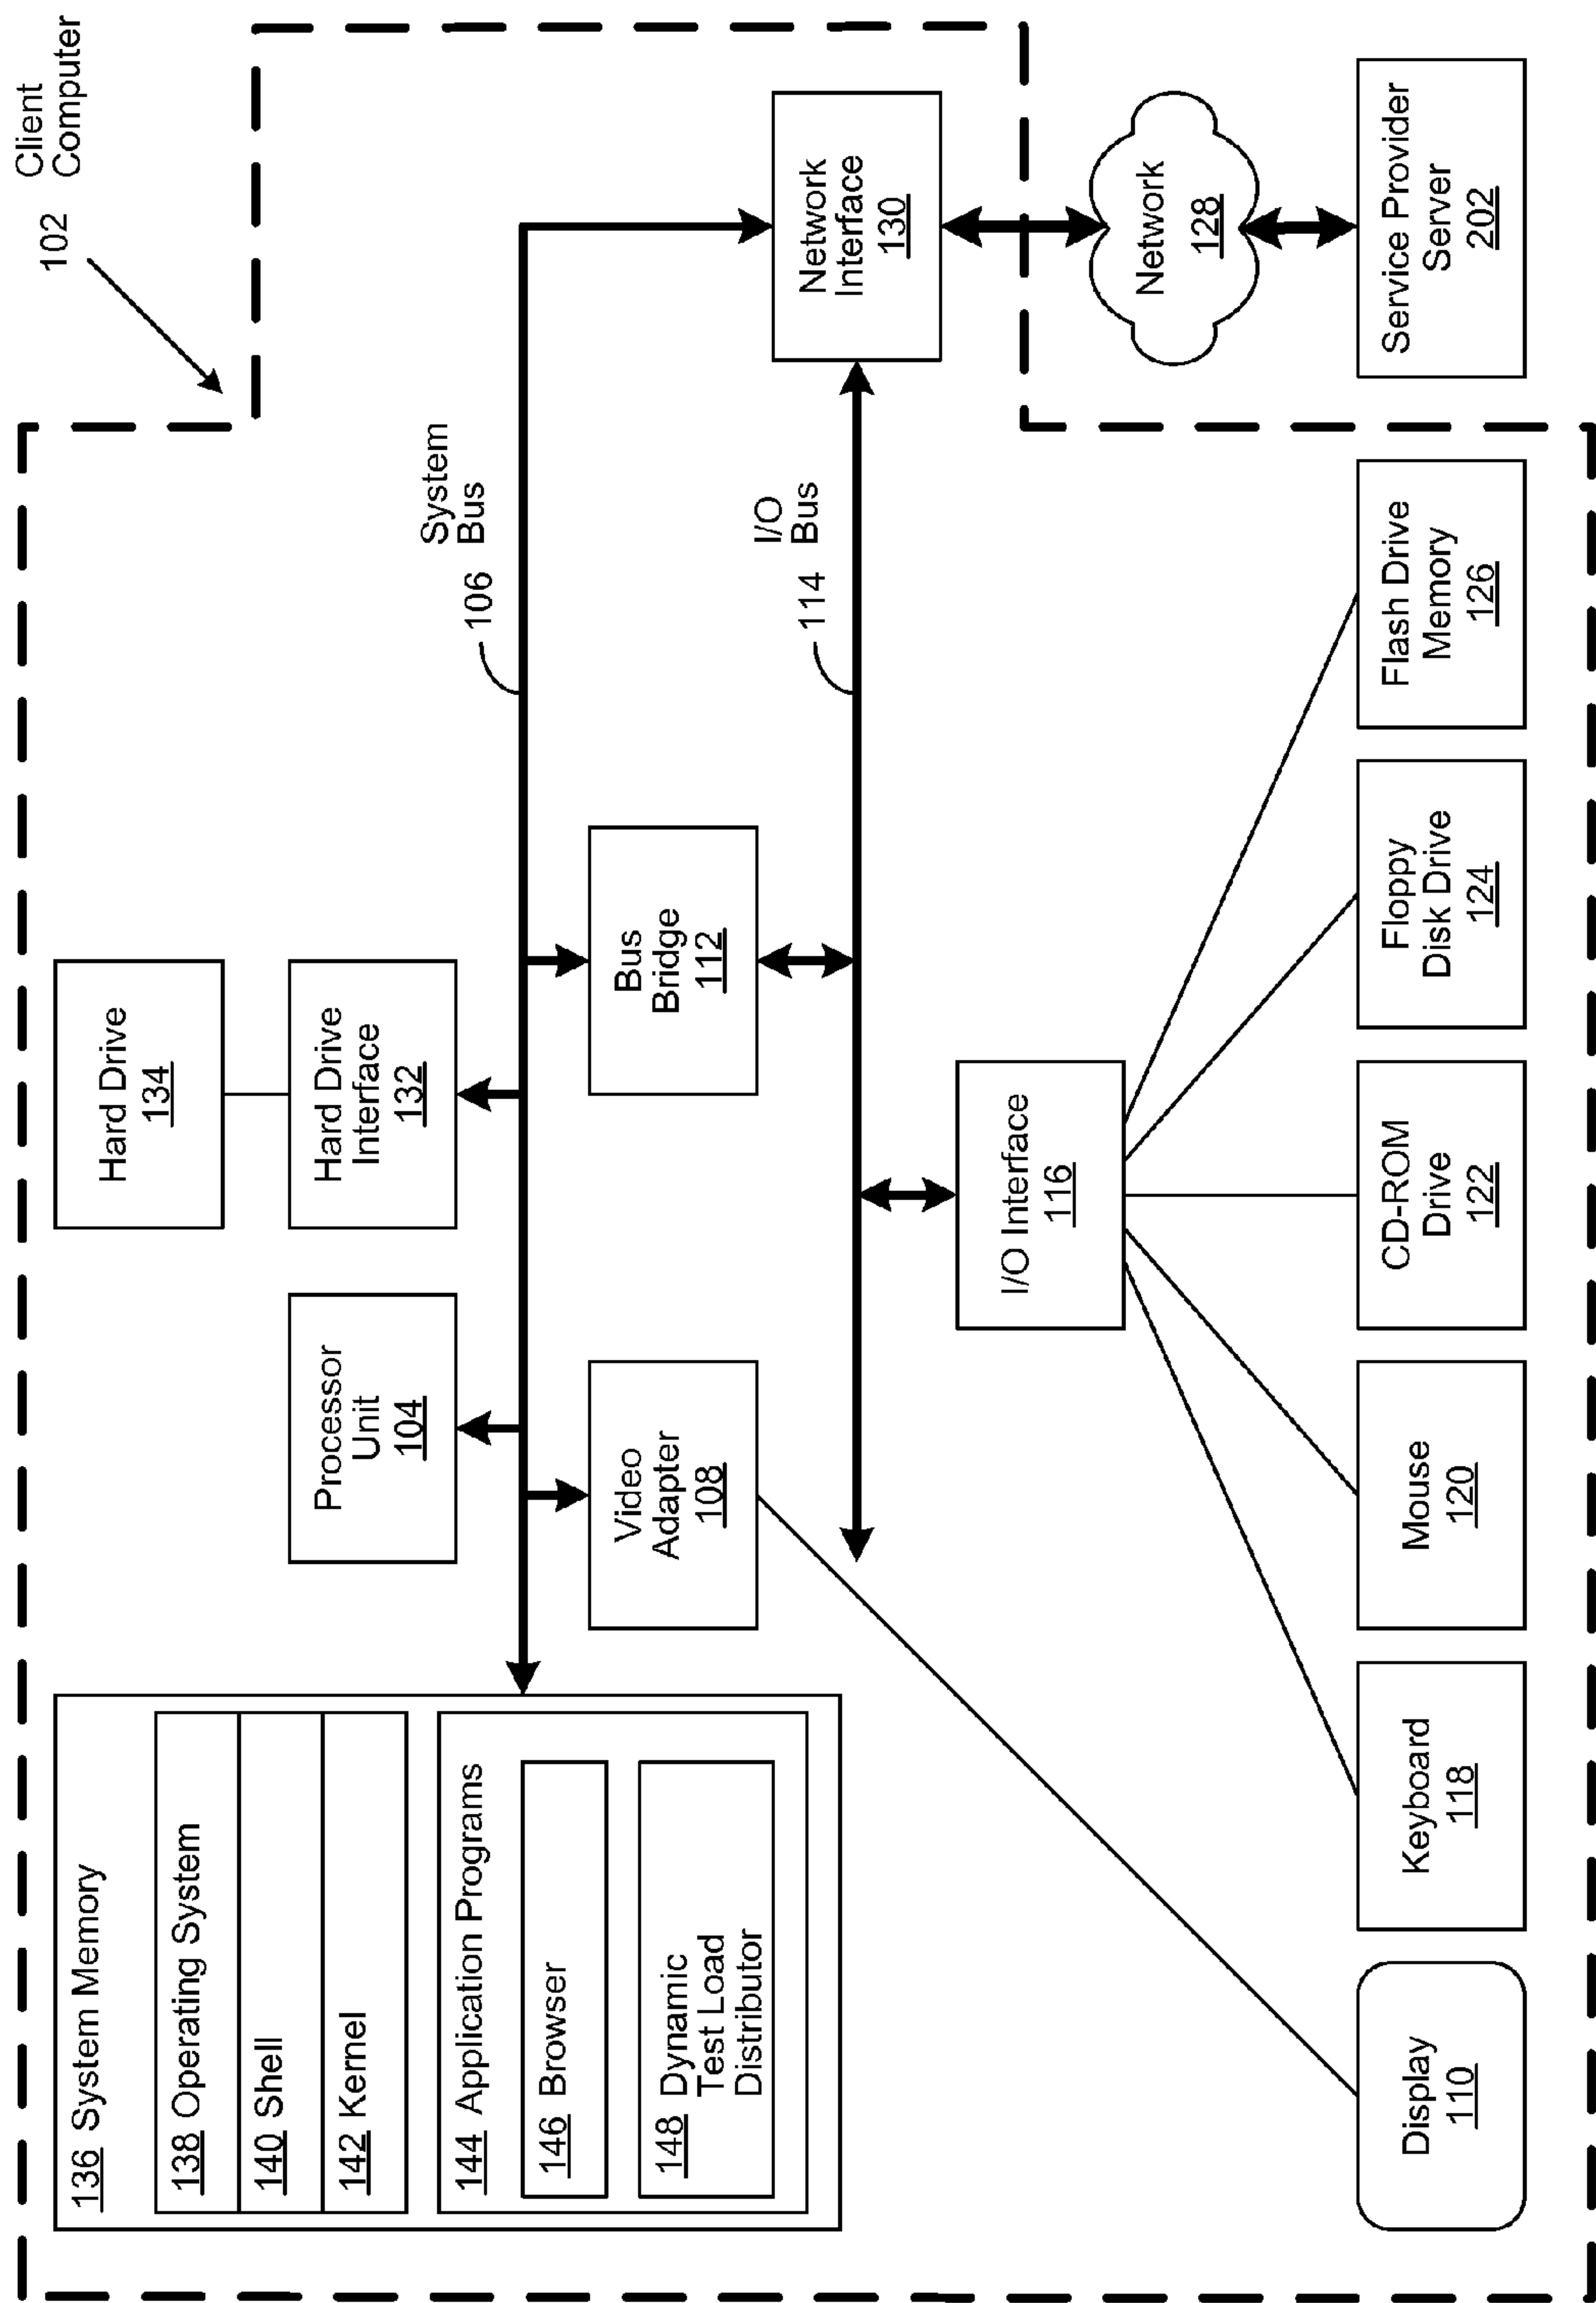 Client
Computer
102
136 System Memory
138 Operating System
140 Shell
142 Kernel
144 Application Programs
146 Browser
148 Dynamic
Test Load
Distributor
Hard Drive
134
Processor
Unit
104
Hard Drive
Interface
132
System
Bus
106
Video
Adapter
108
Bus
Bridge
112
I/O
Bus
114
Network
Interface
130
I/O Interface
116
Network
128
Display
110
Keyboard
118
Mouse
120
CD-ROM
Drive
122
Floppy
Disk Drive
124
Flash Drive
Memory
126
Service Provider
Server
202